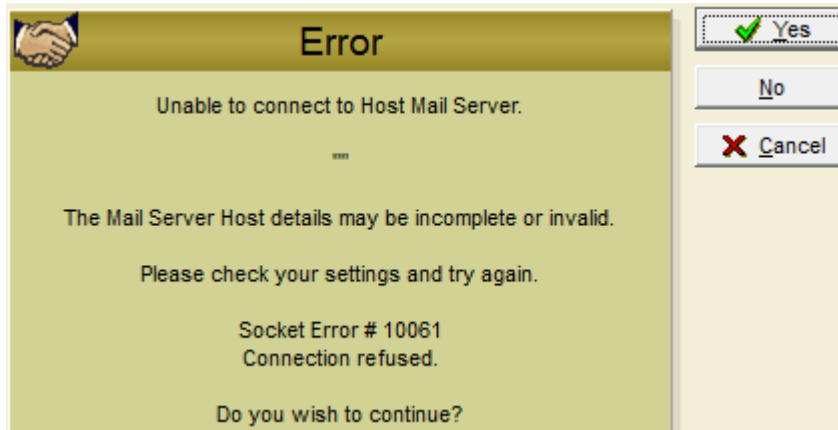 Error
Unable to connect to Host Mail Server.
""
The Mail Server Host details may be incomplete or invalid.
Please check your settings and try again.
Socket Error # 10061
Connection refused.
Do you wish to continue?
Yes
No
Cancel